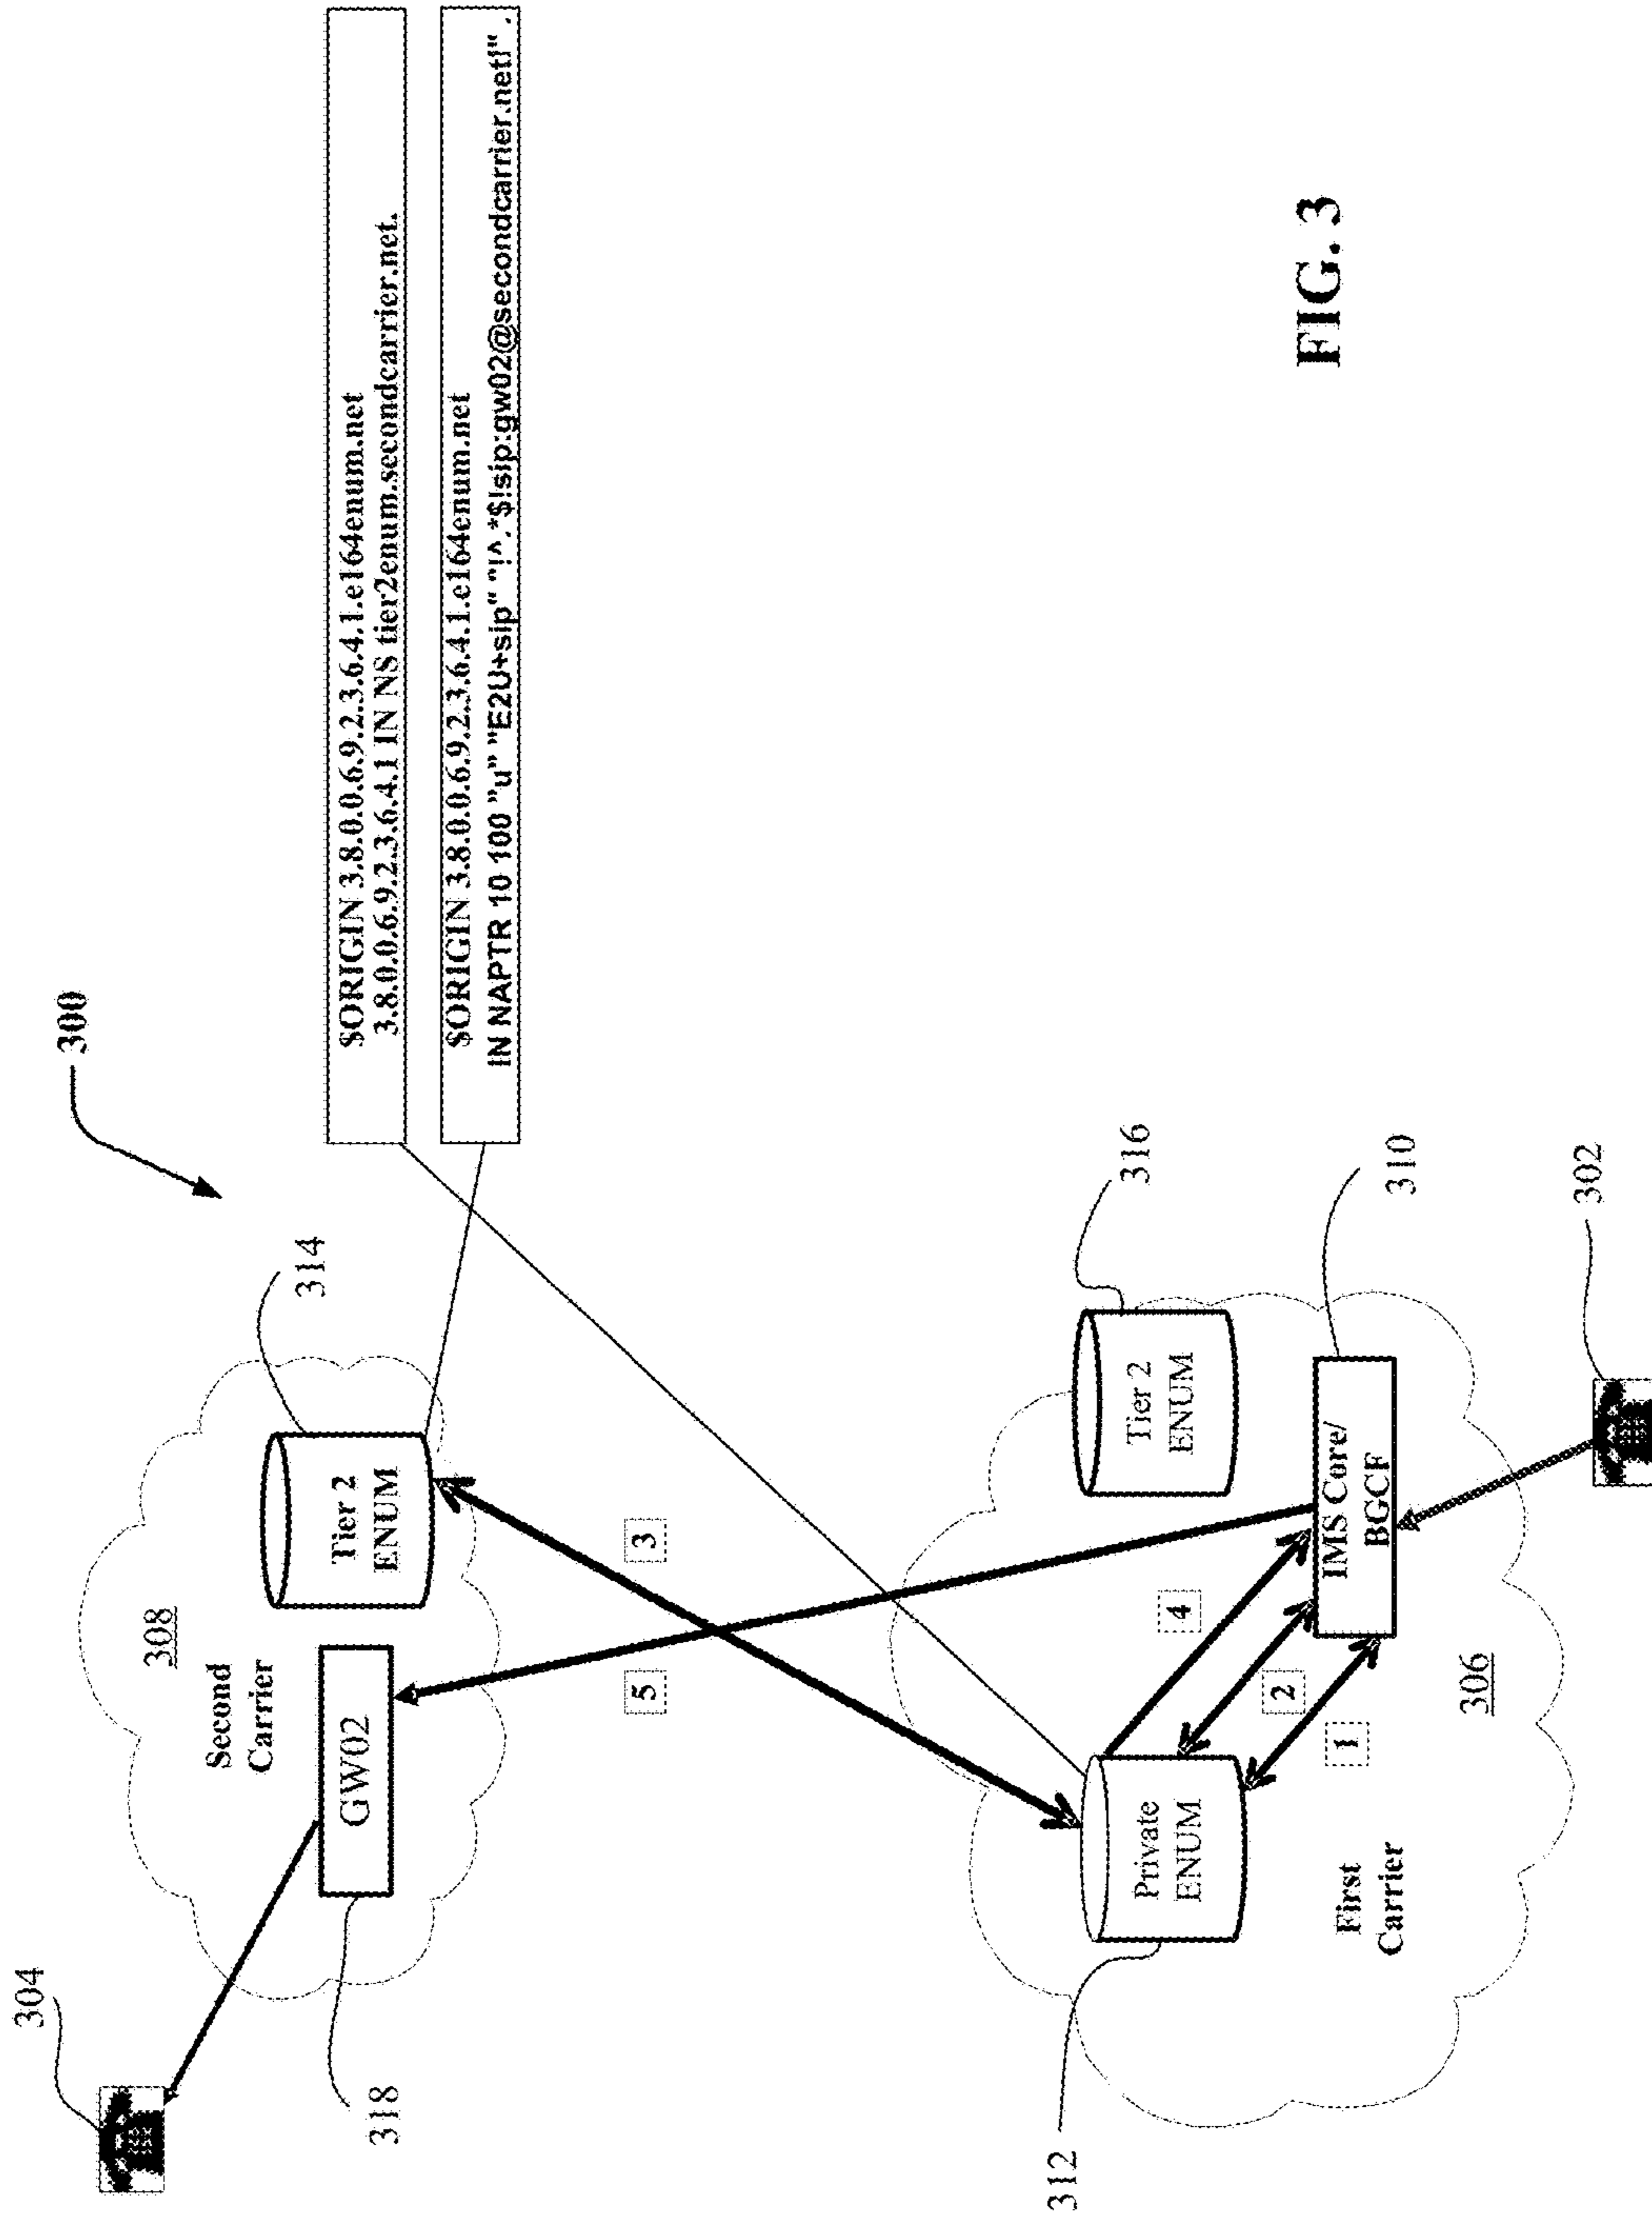 300
304
308
Second
Carrier
314
Tier 2
ENUM
GW02
318
$ORIGIN 3.8.0.0.6.9.2.3.6.4.1.e164enum.net
3.8.0.0.6.9.2.3.6.4.1 IN NS tier2enum.secondcarrier.net.
$ORIGIN 3.8.0.0.6.9.2.3.6.4.1.e164enum.net
IN NAPTR 10 100 "u" "E2U+sip" "!^.*$!sip:gw02@secondcarrier.net!" .
5
3
312
Private
ENUM
4
2
1
Tier 2
ENUM
316
IMS Core/
BGCF
310
First
Carrier
306
302
FIG. 3